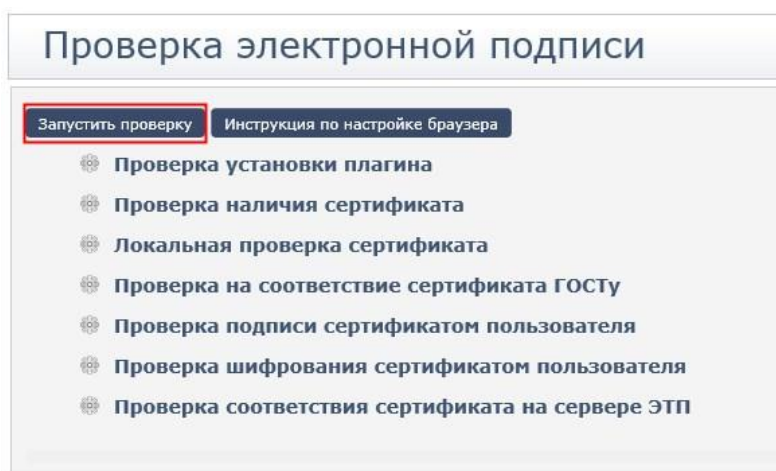 Проверка электронной подписи
Запустить проверку Инструкция по настройке браузера
Проверка установки плагина
Проверка наличия сертификата
Локальная проверка сертификата
Проверка на соответствие сертификата ГОСТу
Проверка подписи сертификатом пользователя
Проверка шифрования сертификатом пользователя
Проверка соответствия сертификата на сервере ЭТП